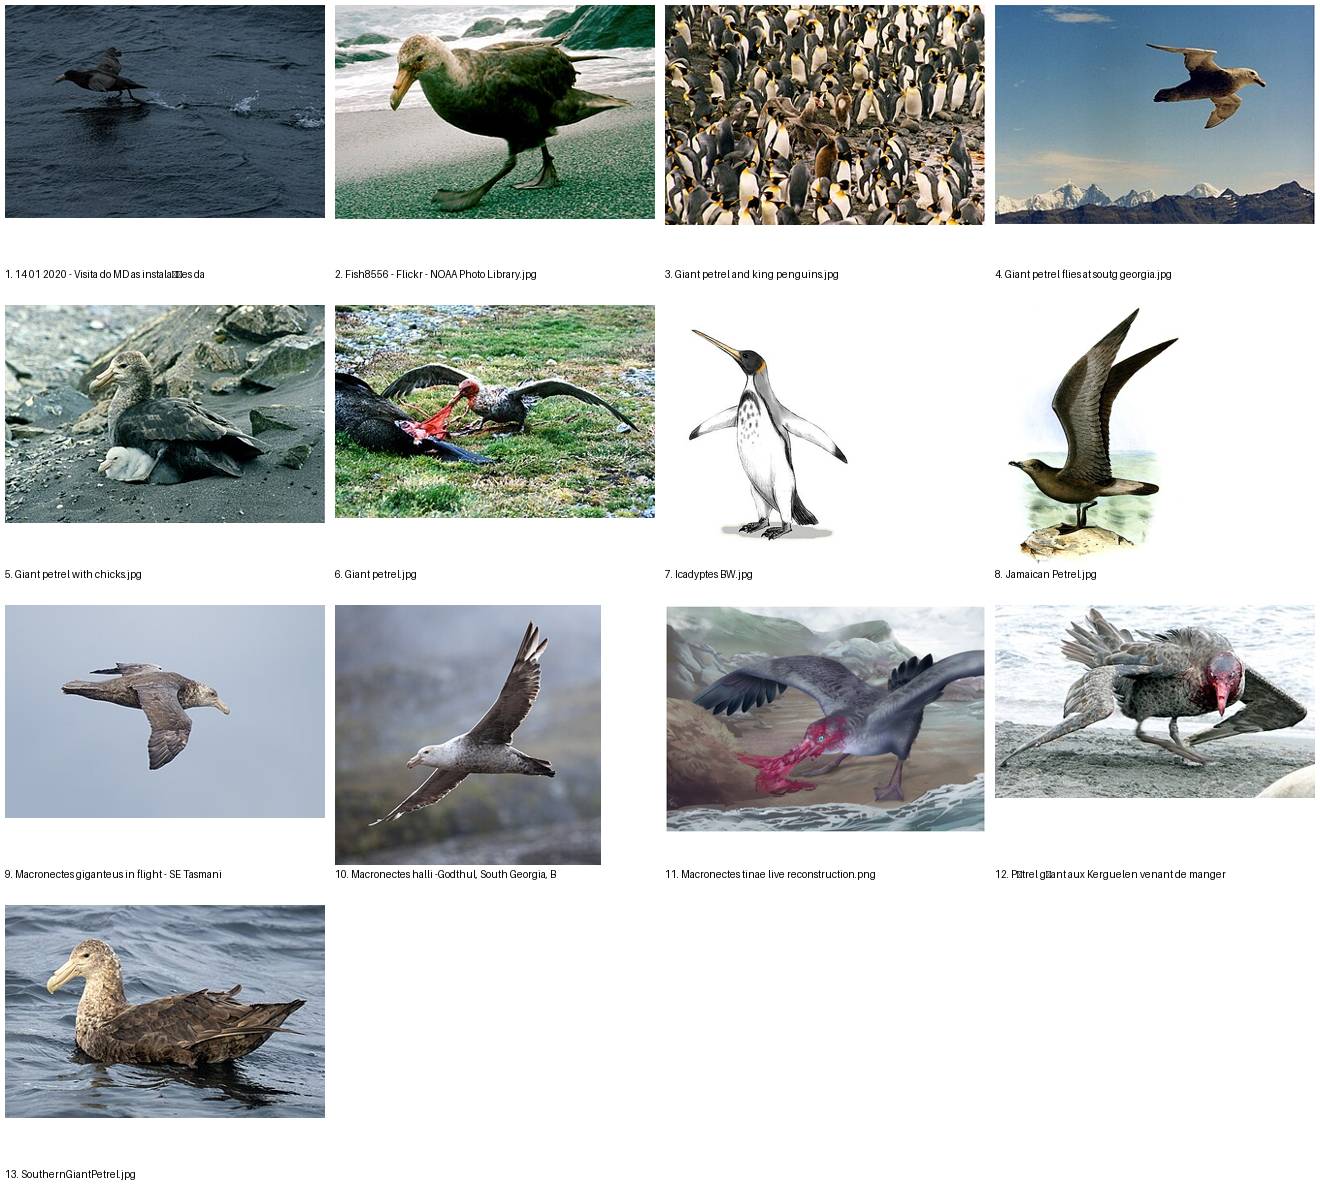 1. 14 01 2020 - Visita do MD as instala□□es da
2. Fish8556 - Flickr - NOAA Photo Library.jpg
3. Giant petrel and king penguins.jpg
4. Giant petrel flies at soutg georgia.jpg
5. Giant petrel with chicks.jpg
6. Giant petrel.jpg
7. Icadyptes BW.jpg
8. Jamaican Petrel.jpg
9. Macronectes giganteus in flight - SE Tasmani
10. Macronectes halli -Godthul, South Georgia, B
11. Macronectes tinae live reconstruction.png
12. P□trel g□ant aux Kerguelen venant de manger
13. SouthernGiantPetrel.jpg